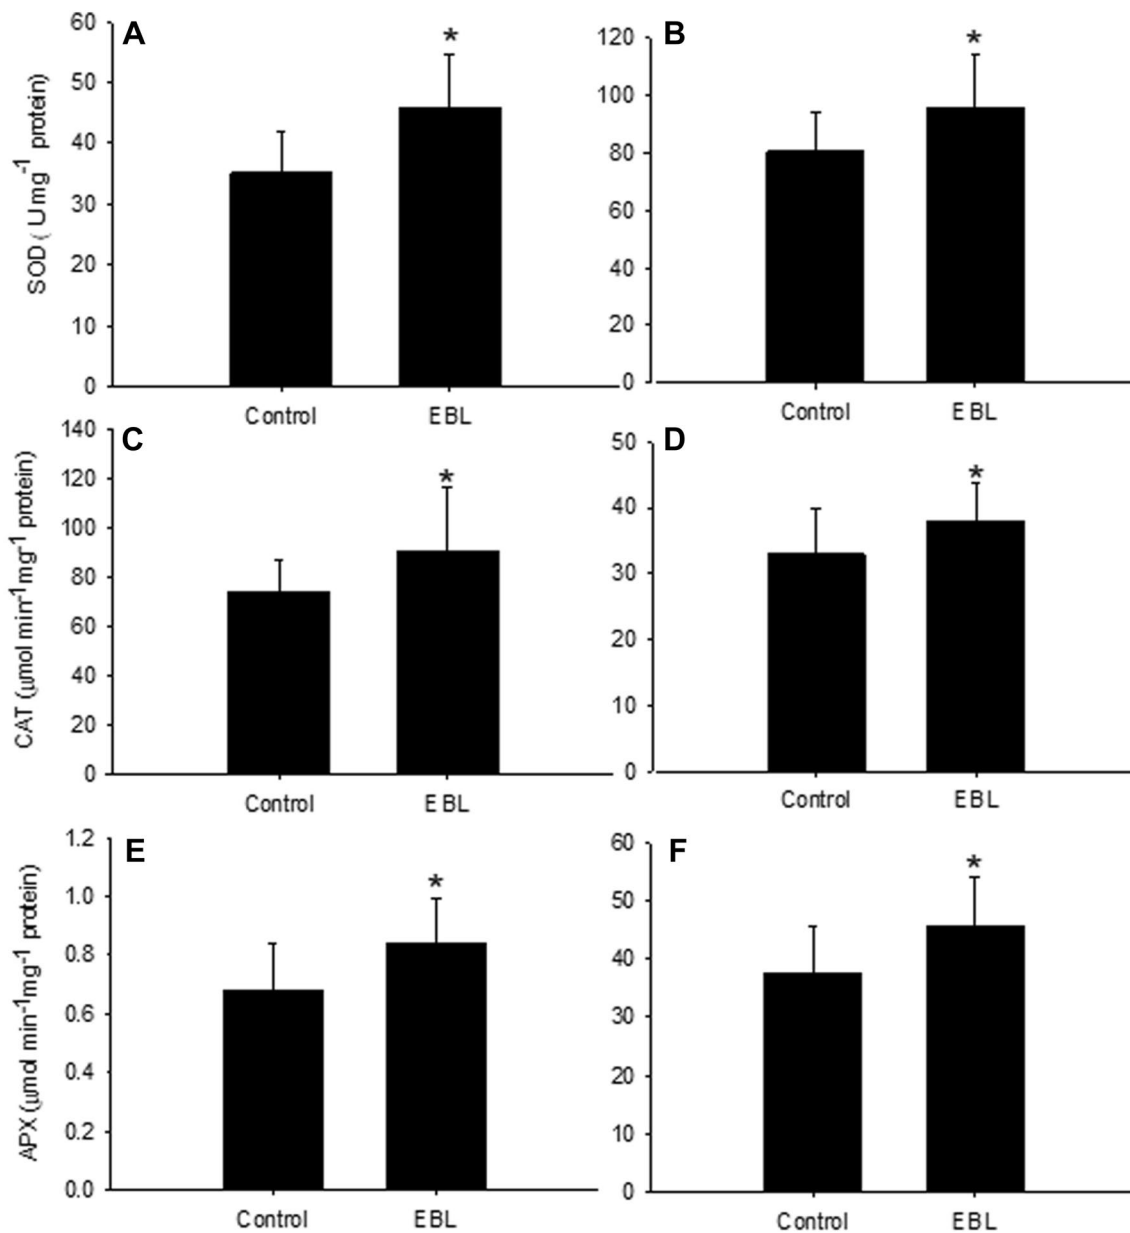 A
60
50
40
30
20
10
0
SOD ( U mg-1 protein)
*
Control
EBL
B
120
100
80
60
40
20
0
*
Control
EBL
C
140
120
100
80
60
40
20
0
CAT (μmol min-1mg-1 protein)
*
Control
EBL
D
50
40
30
20
10
0
*
Control
EBL
E
1.2
1.0
0.8
0.6
0.4
0.2
0.0
APX (μmol min-1mg-1 protein)
*
Control
EBL
F
60
50
40
30
20
10
0
*
Control
EBL